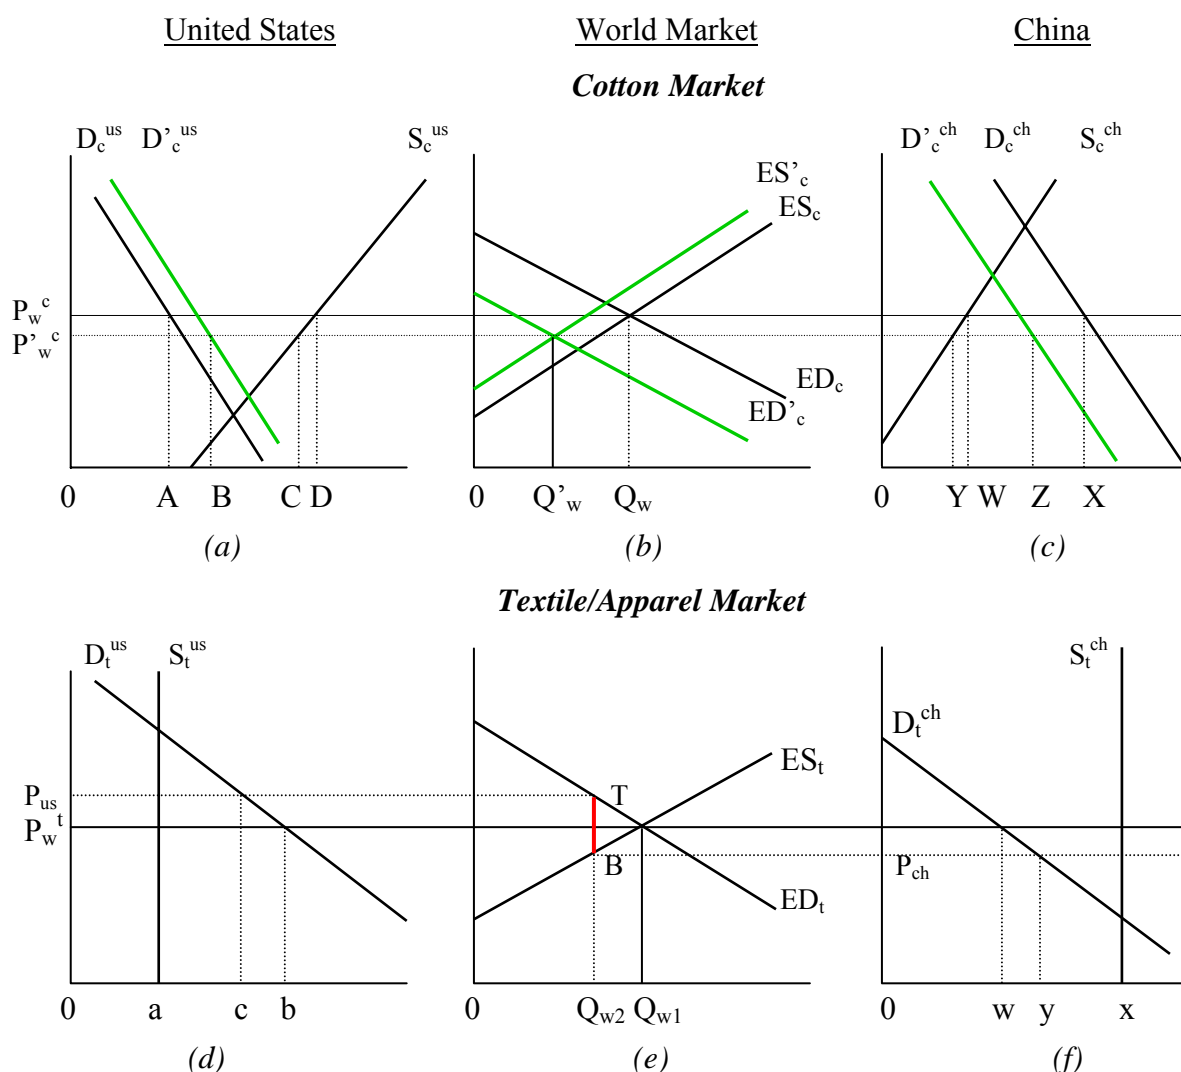 United States World Market China
Cotton Market
D_c^us D’_c^us S_c^us D’_c^ch D_c^ch S_c^ch
ES’_c
ES_c
P_w^c
P’_w^c
ED_c
ED’_c
0 A B C D 0 Q’_w Q_w 0 Y W Z X
(a) (b) (c)
Textile/Apparel Market
D_t^us S_t^us S_t^ch
D_t^ch
ES_t
P_us T
P_w^t
B P_ch
ED_t
0 a c b 0 Q_w2 Q_w1 0 w y x
(d) (e) (f)